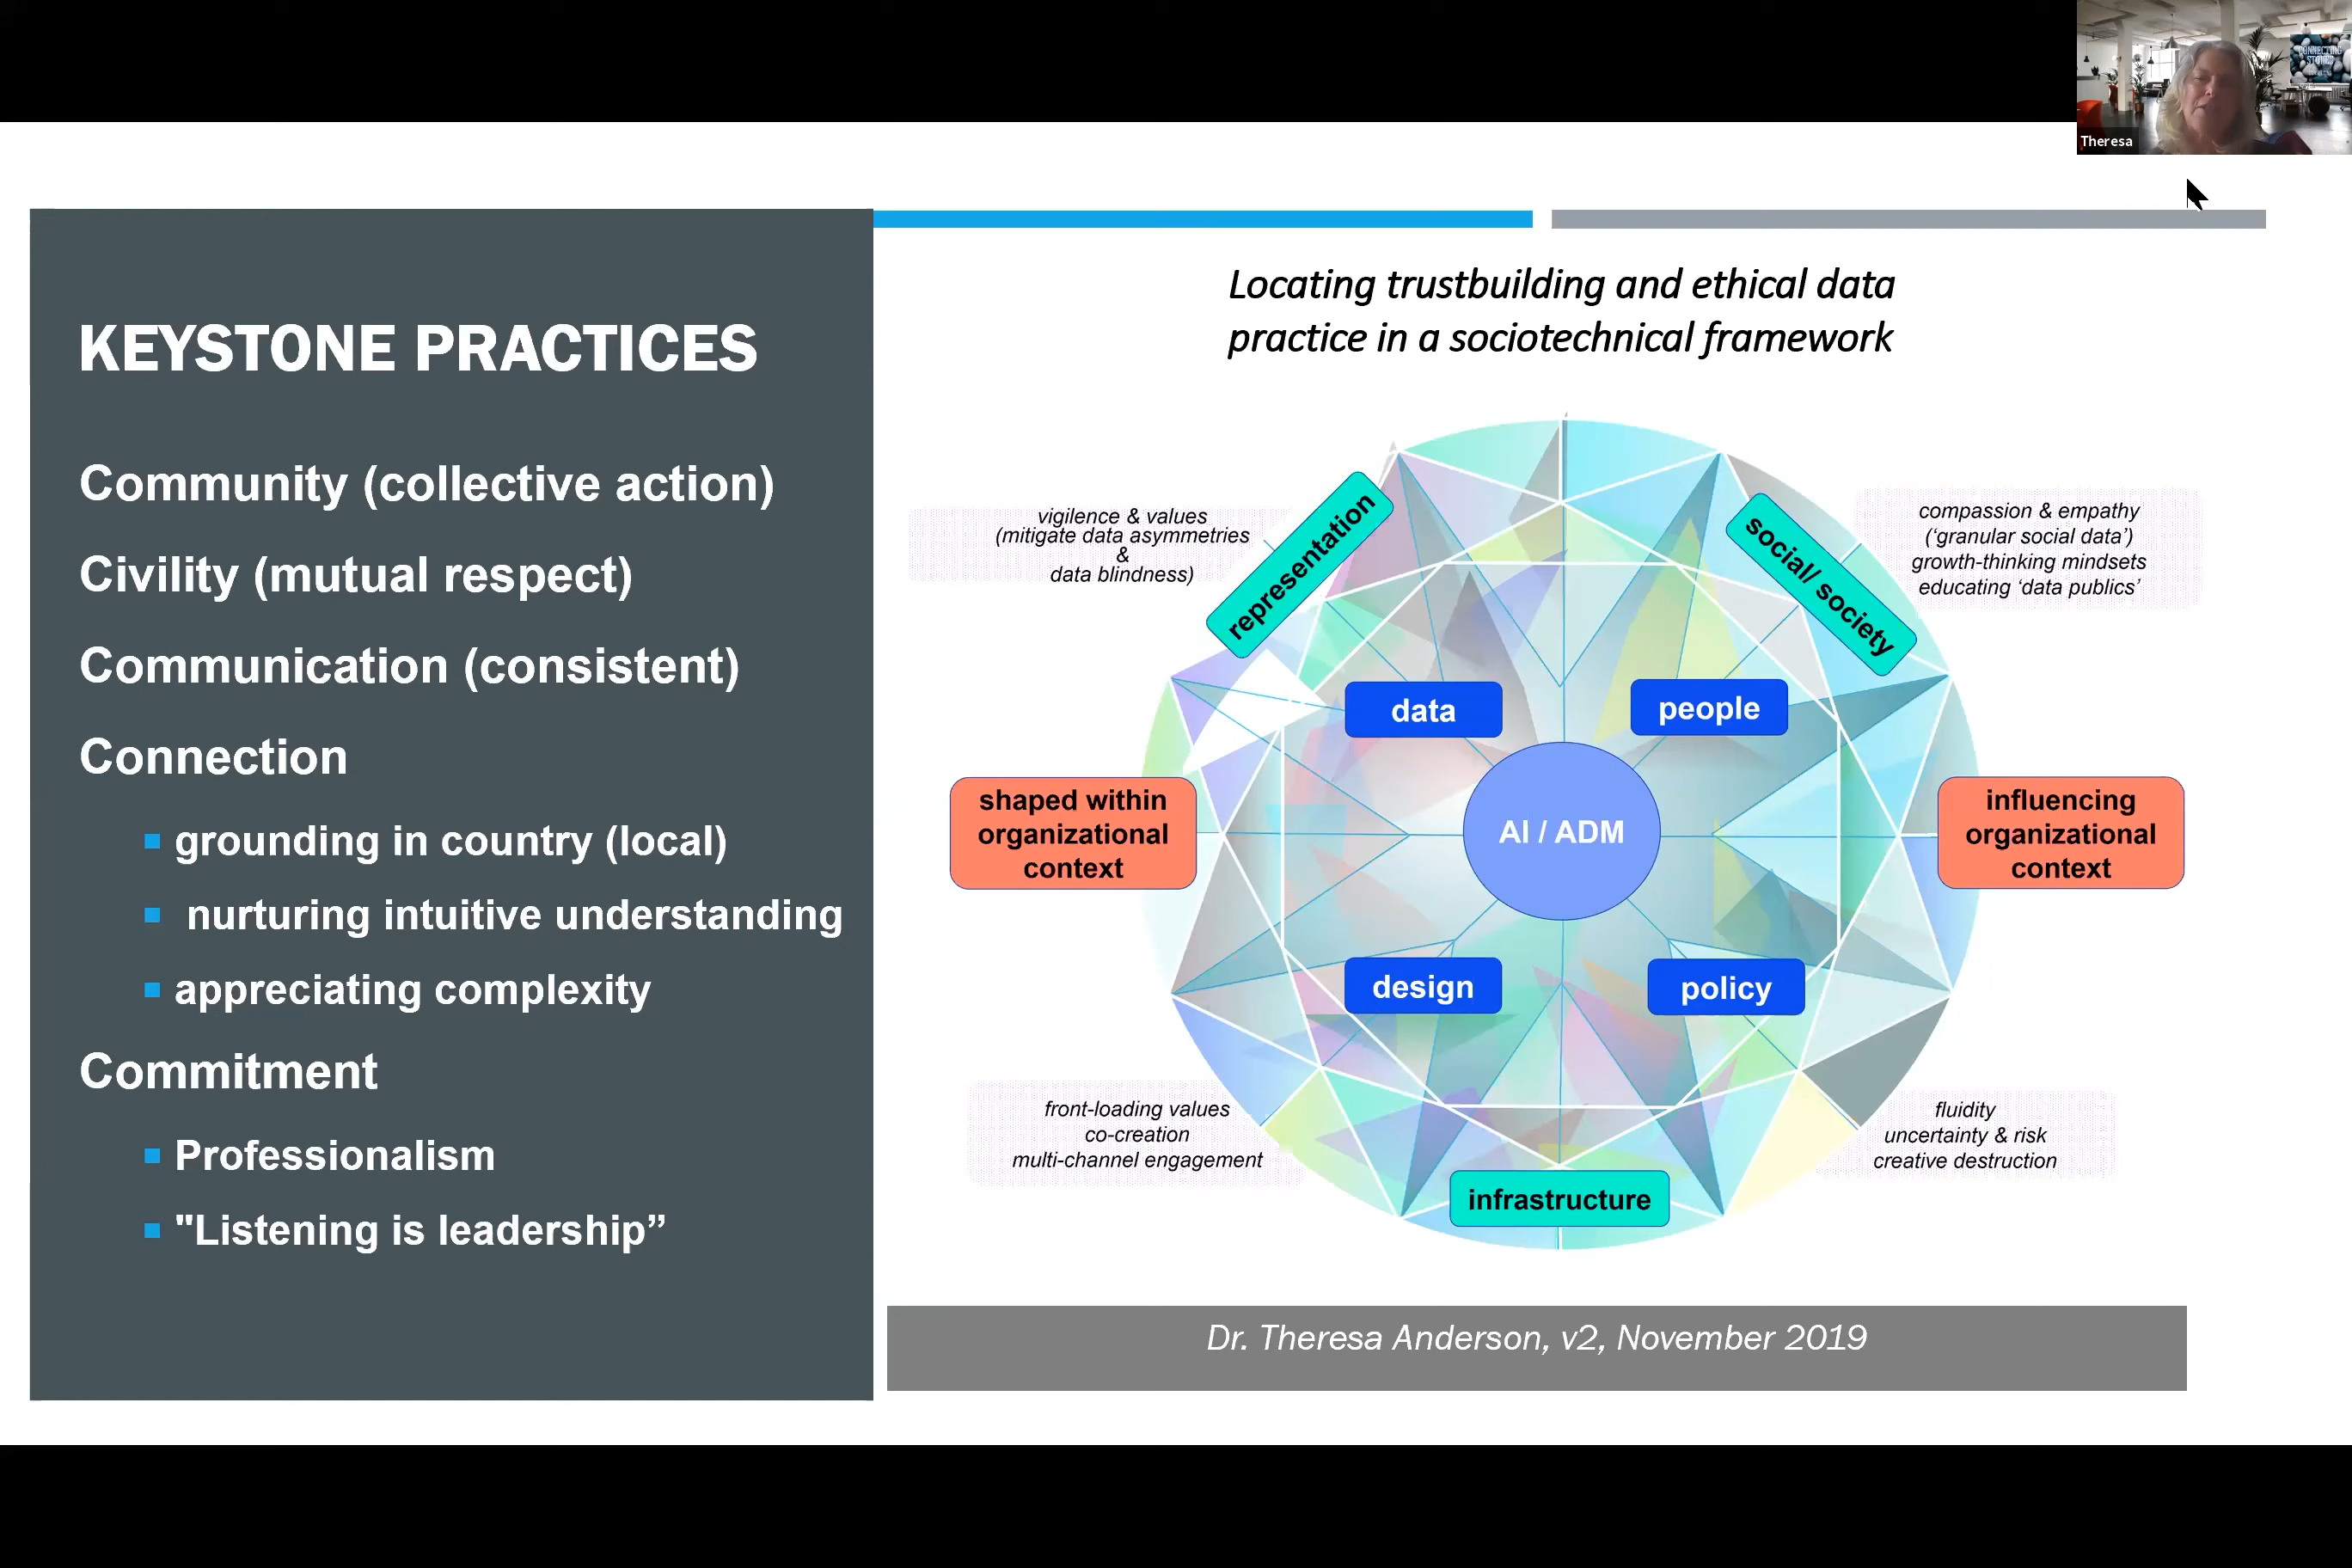 CONNECTING
STONES
Theresa
KEYSTONE PRACTICES
Community (collective action)
Civility (mutual respect)
Communication (consistent)
Connection
grounding in country (local)
nurturing intuitive understanding
appreciating complexity
Commitment
Professionalism
"Listening is leadership”
Locating trustbuilding and ethical data
practice in a sociotechnical framework
vigilence & values
(mitigate data asymmetries
&
data blindness)
representation
social/ society
compassion & empathy
(‘granular social data’)
growth-thinking mindsets
educating ‘data publics’
data
people
shaped within
organizational
context
AI / ADM
influencing
organizational
context
design
policy
front-loading values
co-creation
multi-channel engagement
fluidity
uncertainty & risk
creative destruction
infrastructure
Dr. Theresa Anderson, v2, November 2019